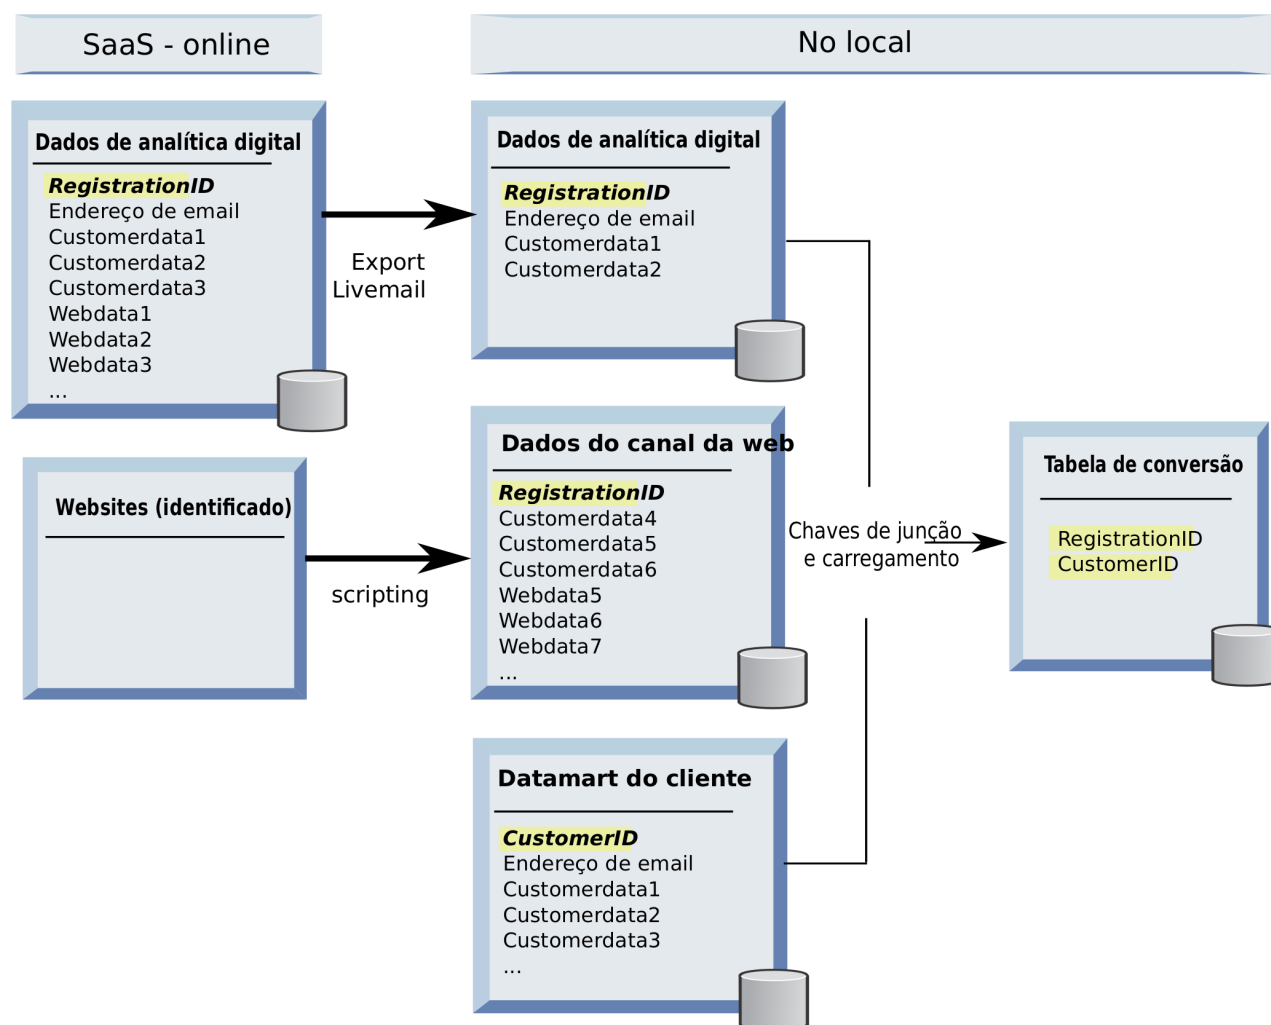 SaaS - online
No local
Dados de analítica digital
RegistrationID
Endereço de email
Customerdata1
Customerdata2
Customerdata3
Webdata1
Webdata2
Webdata3
...
Export
Livemail
Dados de analítica digital
RegistrationID
Endereço de email
Customerdata1
Customerdata2
Websites (identificado)
scripting
Dados do canal da web
RegistrationID
Customerdata4
Customerdata5
Customerdata6
Webdata5
Webdata6
Webdata7
...
Chaves de junção
e carregamento
Tabela de conversão
RegistrationID
CustomerID
Datamart do cliente
CustomerID
Endereço de email
Customerdata1
Customerdata2
Customerdata3
...